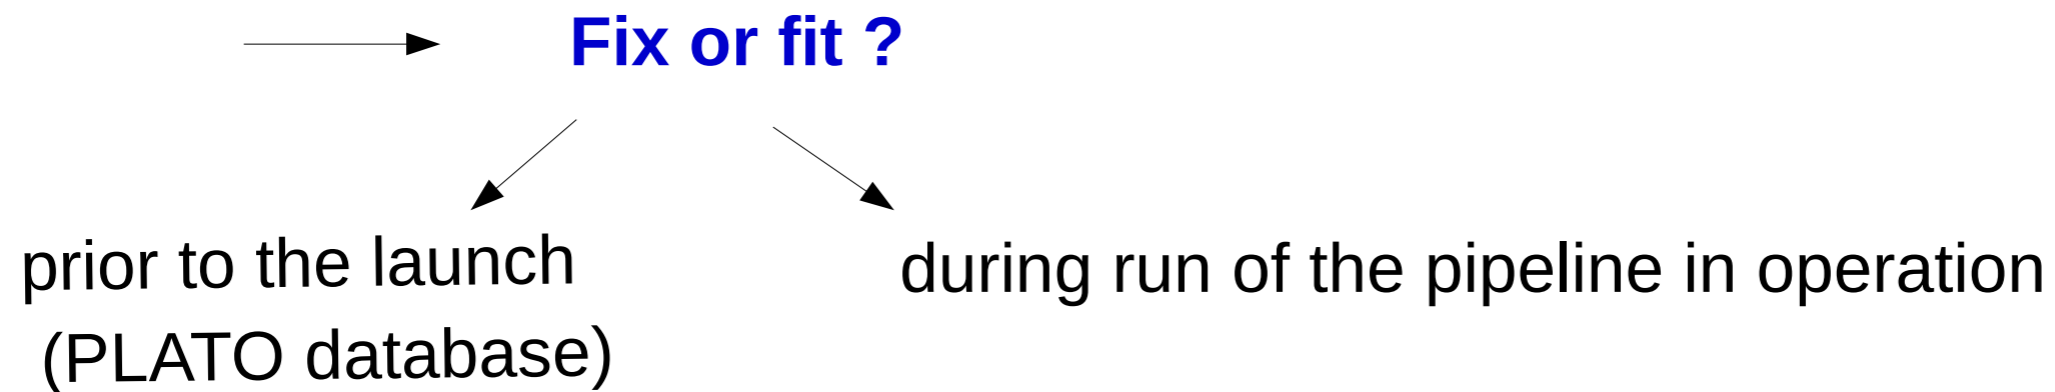 Fix or fit ?
prior to the launch
(PLATO database)
during run of the pipeline in operation